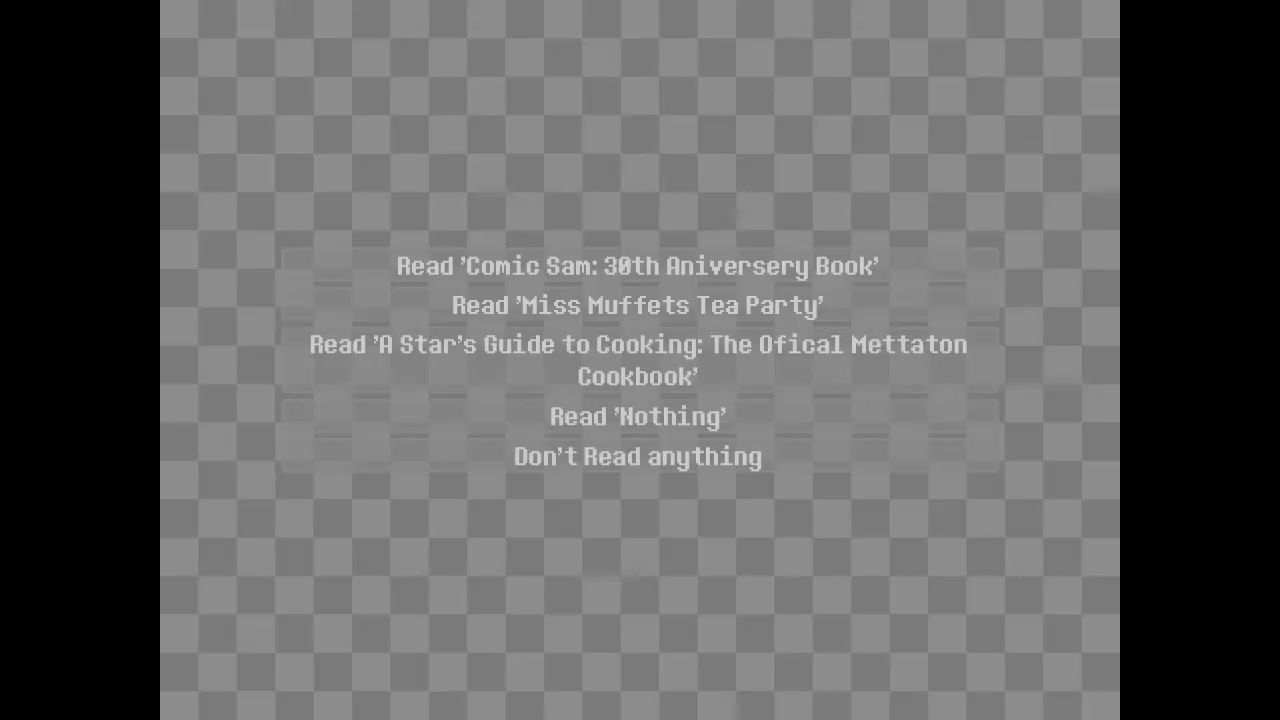 Read 'Comic Sam: 30th Aniversery Book'
Read 'Miss Muffets Tea Party'
Read 'A Star's Guide to Cooking: The Ofical Mettaton
Cookbook'
Read 'Nothing'
Don't Read anything